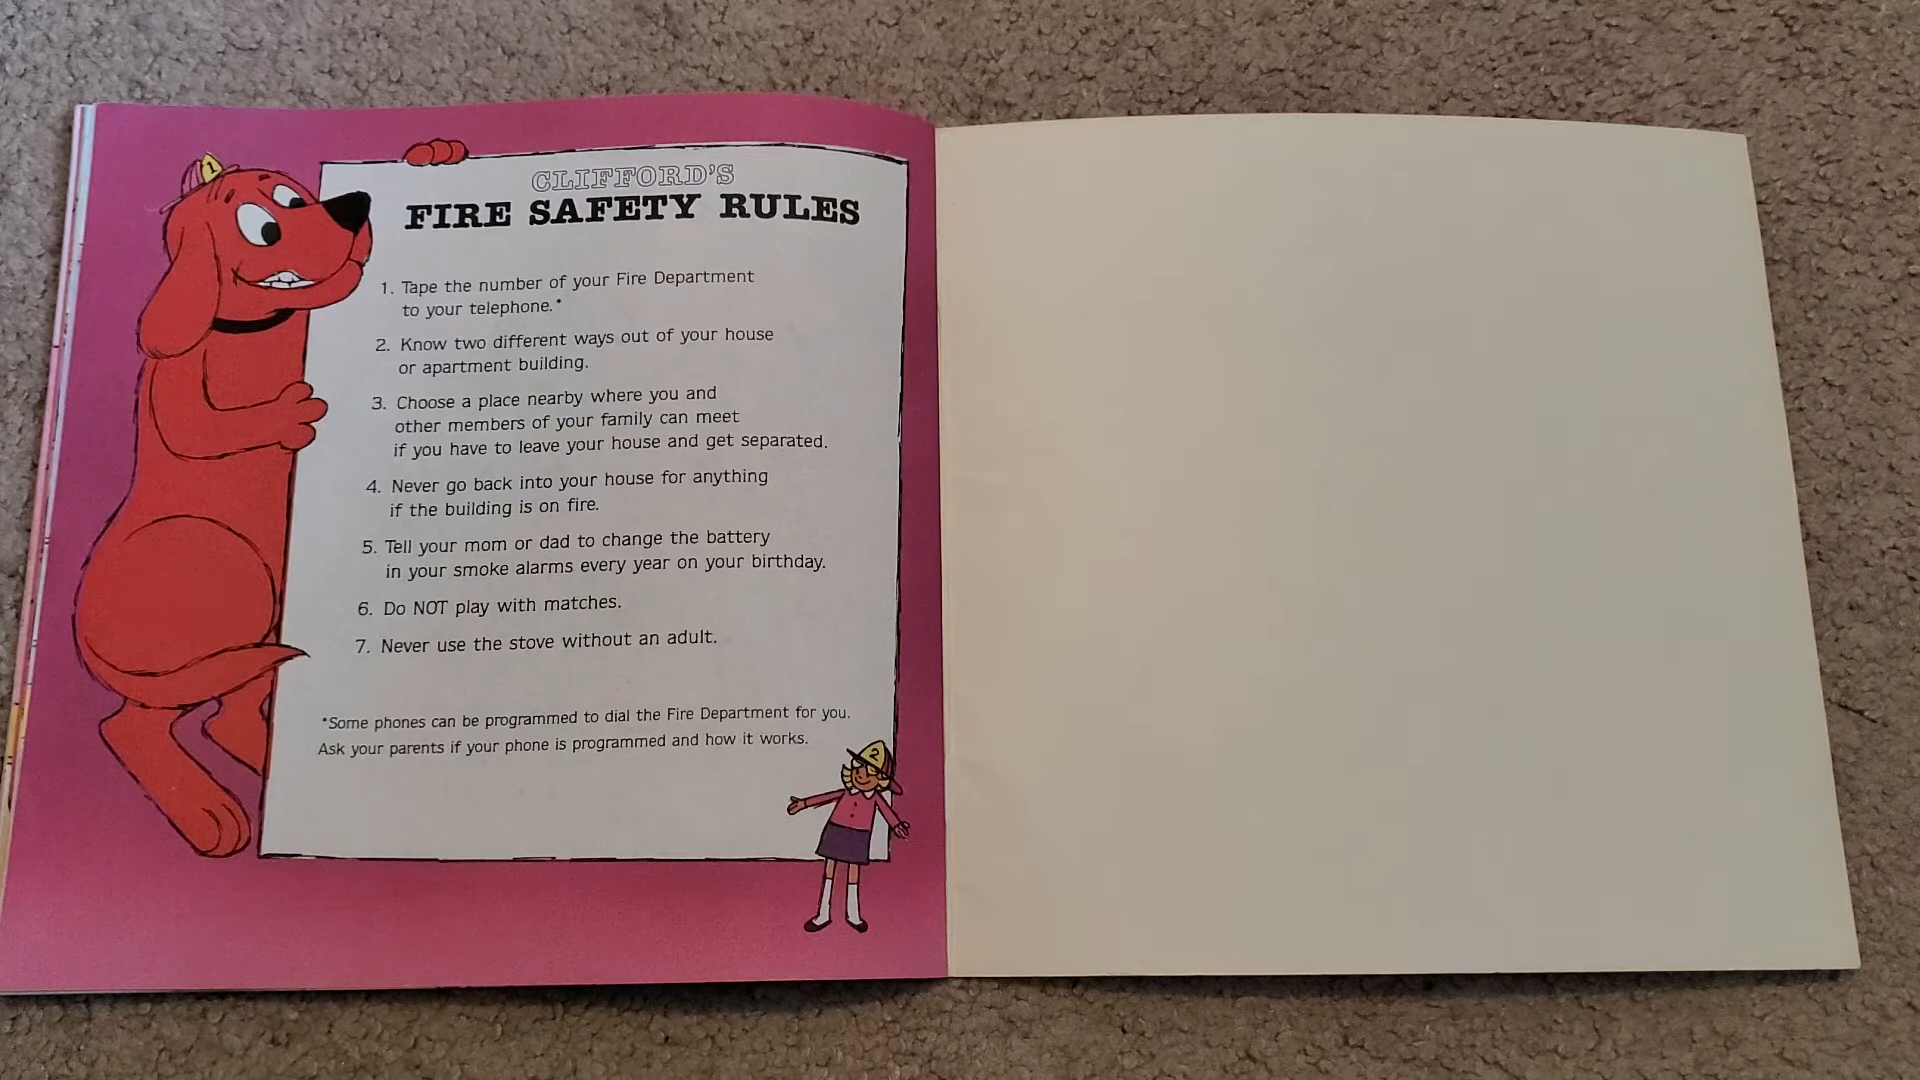 1
CLIFFORD'S
FIRE SAFETY RULES
1. Tape the number of your Fire Department
to your telephone.*
2. Know two different ways out of your house
or apartment building.
3. Choose a place nearby where you and
other members of your family can meet
if you have to leave your house and get separated.
4. Never go back into your house for anything
if the building is on fire.
5. Tell your mom or dad to change the battery
in your smoke alarms every year on your birthday.
6. Do NOT play with matches.
7. Never use the stove without an adult.
*Some phones can be programmed to dial the Fire Department for you.
Ask your parents if your phone is programmed and how it works.
2